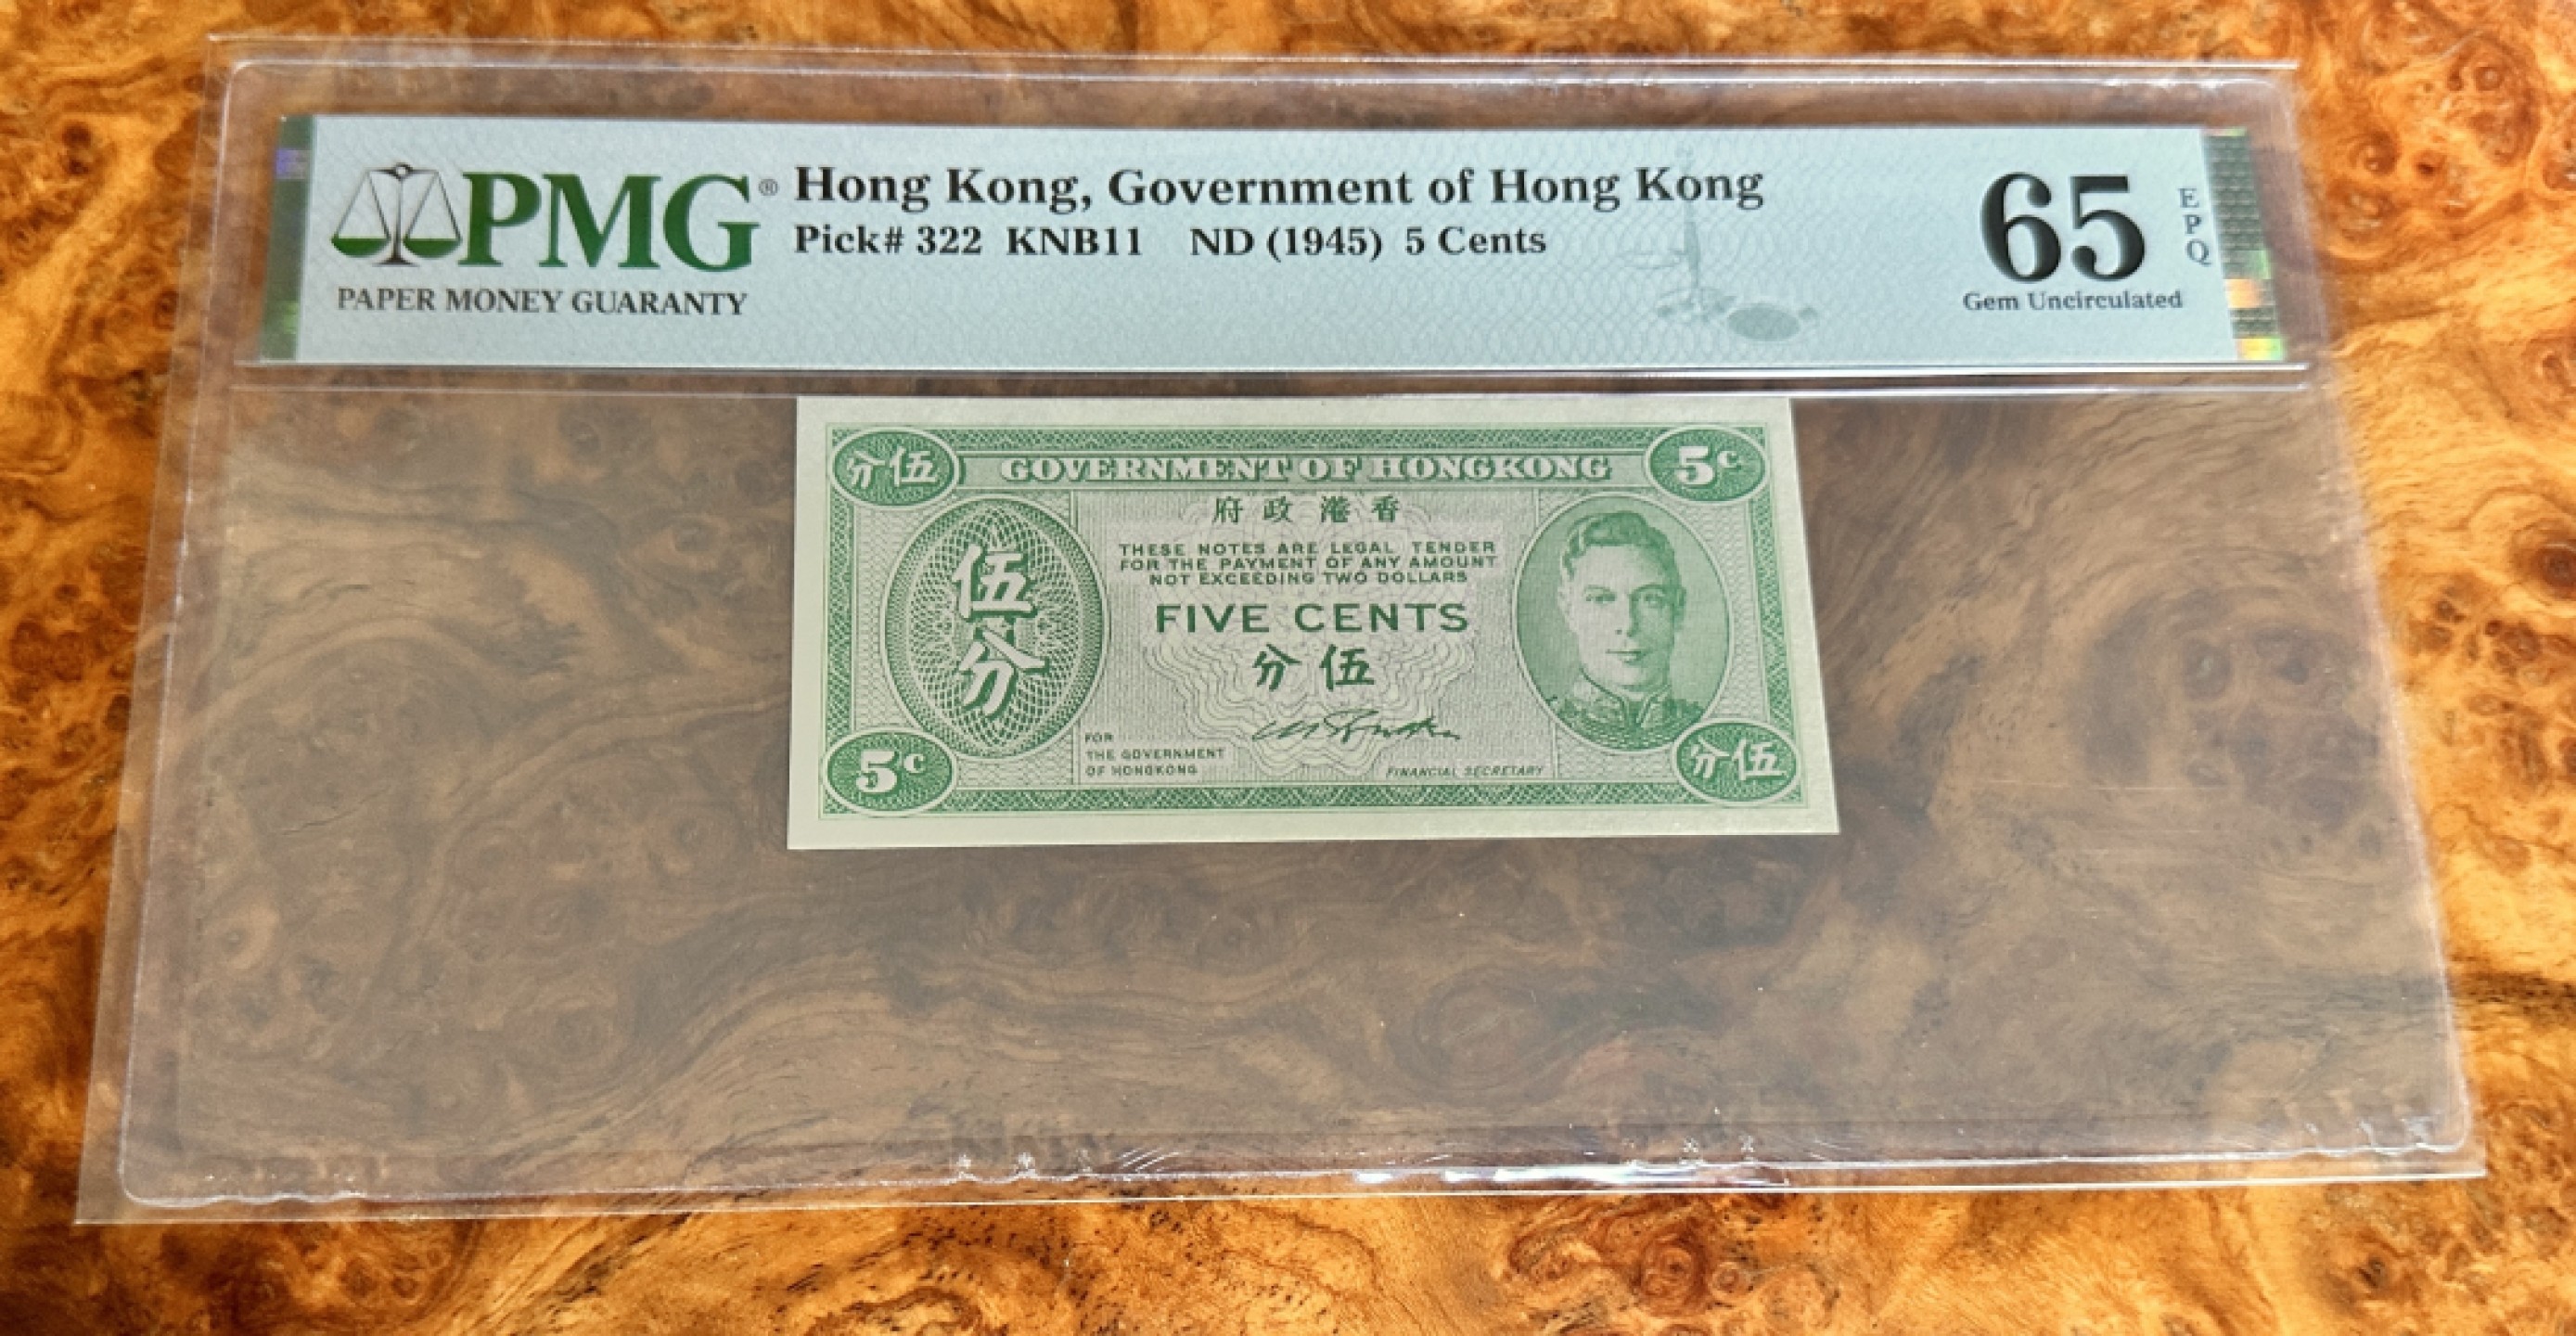 PMG®
PAPER MONEY GUARANTY
Hong Kong, Government of Hong Kong
Pick# 322 KNB11 ND (1945) 5 Cents
65
EPQ
Gem Uncirculated
分伍 GOVERNMENT OF HONGKONG 5c
府政港香
THESE NOTES ARE LEGAL TENDER
FOR THE PAYMENT OF ANY AMOUNT
NOT EXCEEDING TWO DOLLARS
伍分
FIVE CENTS
分伍
FOR
THE GOVERNMENT
OF HONGKONG
FINANCIAL SECRETARY
5c
分伍